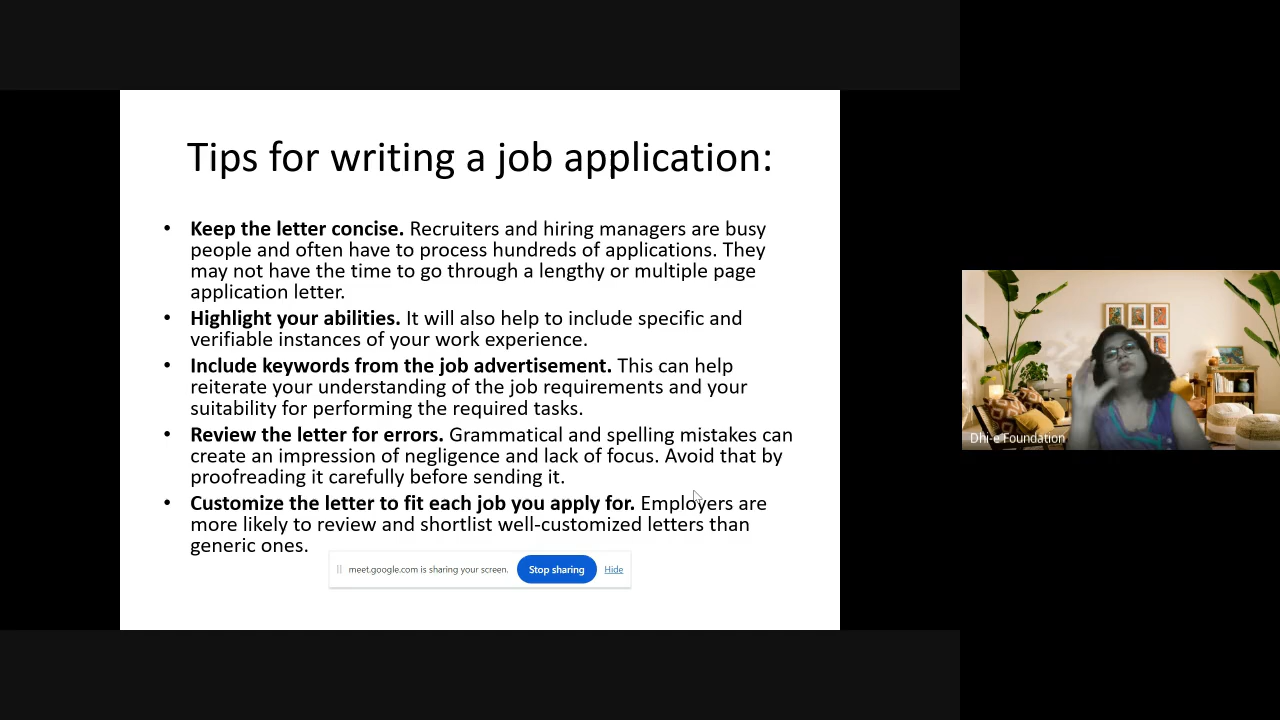 Tips for writing a job application:
• Keep the letter concise. Recruiters and hiring managers are busy
people and often have to process hundreds of applications. They
may not have the time to go through a lengthy or multiple page
application letter.
• Highlight your abilities. It will also help to include specific and
verifiable instances of your work experience.
• Include keywords from the job advertisement. This can help
reiterate your understanding of the job requirements and your
suitability for performing the required tasks.
• Review the letter for errors. Grammatical and spelling mistakes can
create an impression of negligence and lack of focus. Avoid that by
proofreading it carefully before sending it.
• Customize the letter to fit each job you apply for. Employers are
more likely to review and shortlist well-customized letters than
generic ones.
meet.google.com is sharing your screen. Stop sharing Hide
Dhi-e Foundation